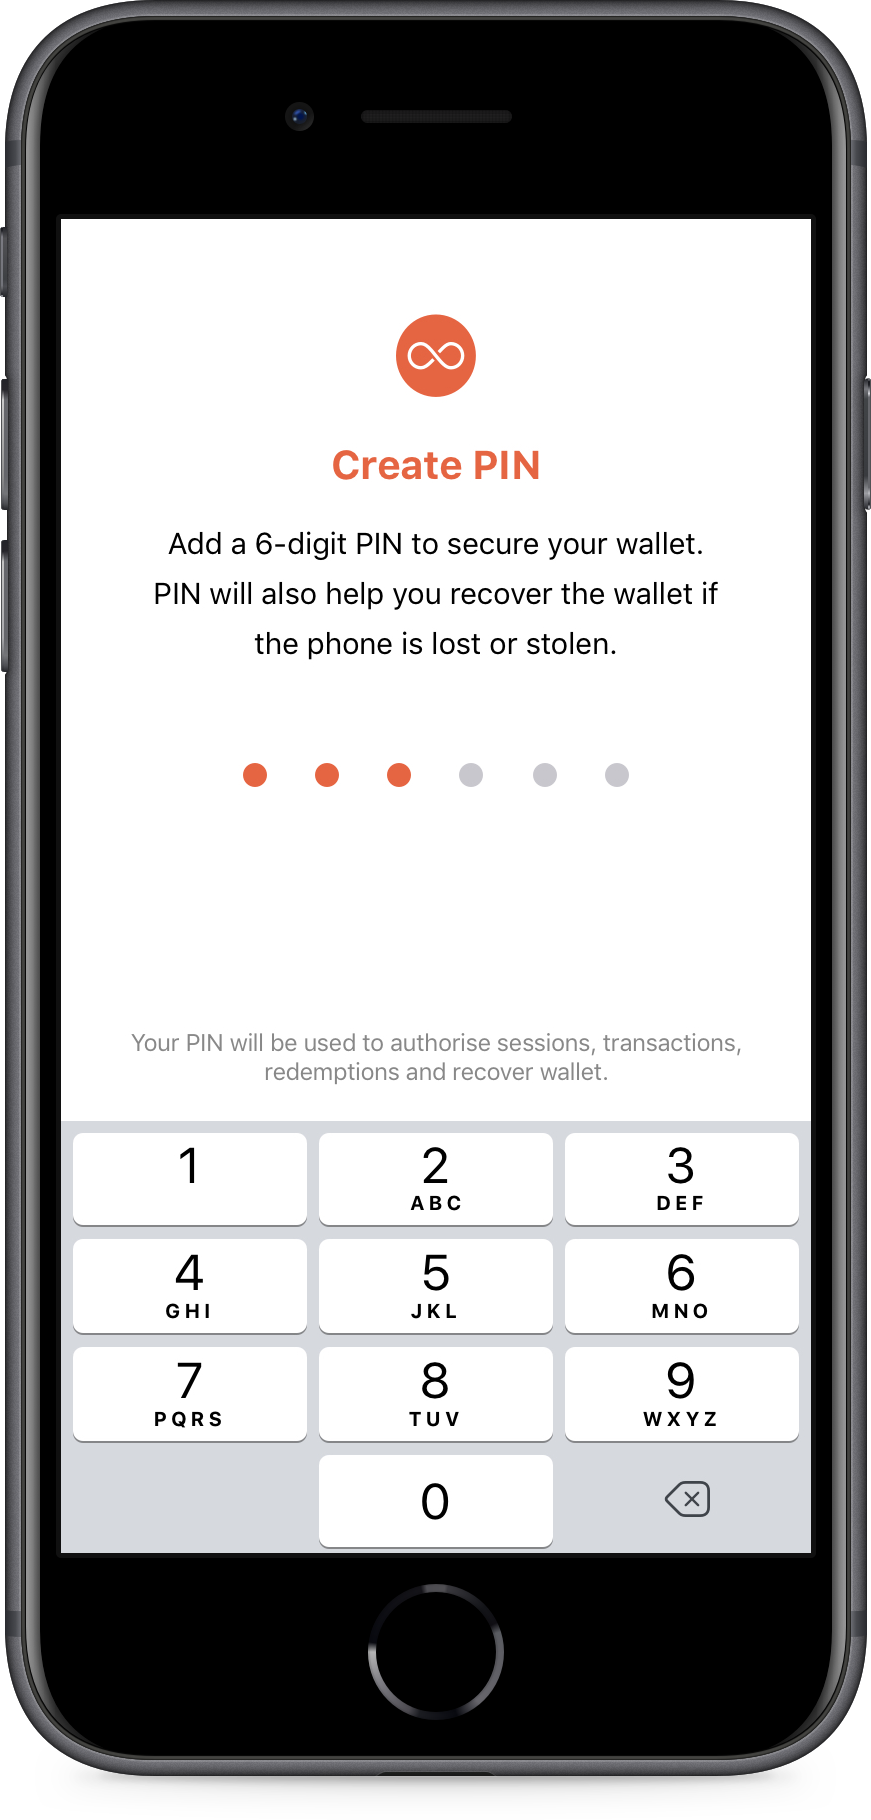 Create PIN
Add a 6-digit PIN to secure your wallet.
PIN will also help you recover the wallet if
the phone is lost or stolen.
Your PIN will be used to authorise sessions, transactions,
redemptions and recover wallet.
1 2 3
ABC DEF
4 5 6
GHI JKL MNO
7 8 9
PQRS TUV WXYZ
0